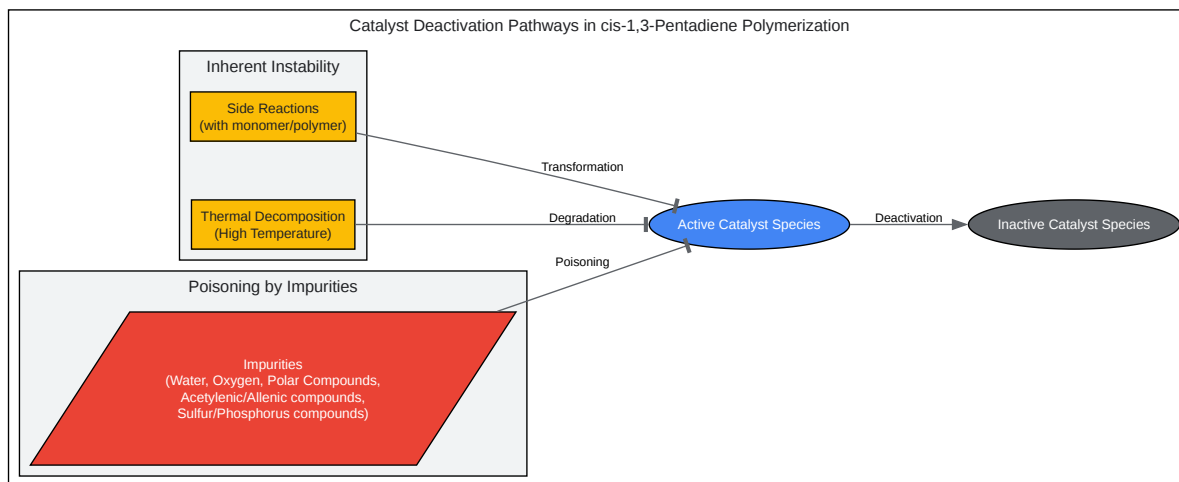 Catalyst Deactivation Pathways in cis-1,3-Pentadiene Polymerization
Inherent Instability
Side Reactions
(with monomer/polymer)
Transformation
Thermal Decomposition
(High Temperature)
Degradation
Active Catalyst Species
Deactivation
Inactive Catalyst Species
Poisoning
Poisoning by Impurities
Impurities
(Water, Oxygen, Polar Compounds,
Acetylenic/Allenic compounds,
Sulfur/Phosphorus compounds)